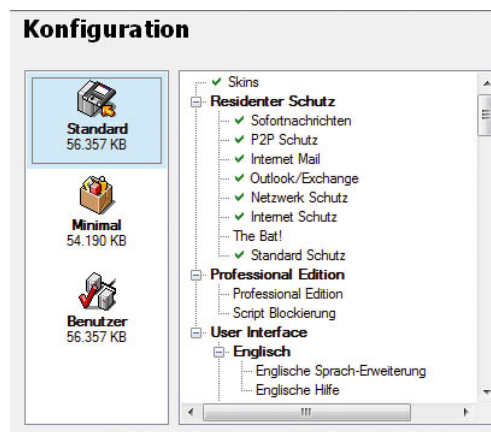 Konfiguration
Standard
56.357 KB
Minimal
54.190 KB
Benutzer
56.357 KB
Skins
Residenter Schutz
Sofortnachrichten
P2P Schutz
Internet Mail
Outlook/Exchange
Netzwerk Schutz
Internet Schutz
The Bat!
Standard Schutz
Professional Edition
Professional Edition
Script Blockierung
User Interface
Englisch
Englische Sprach-Erweiterung
Englische Hilfe